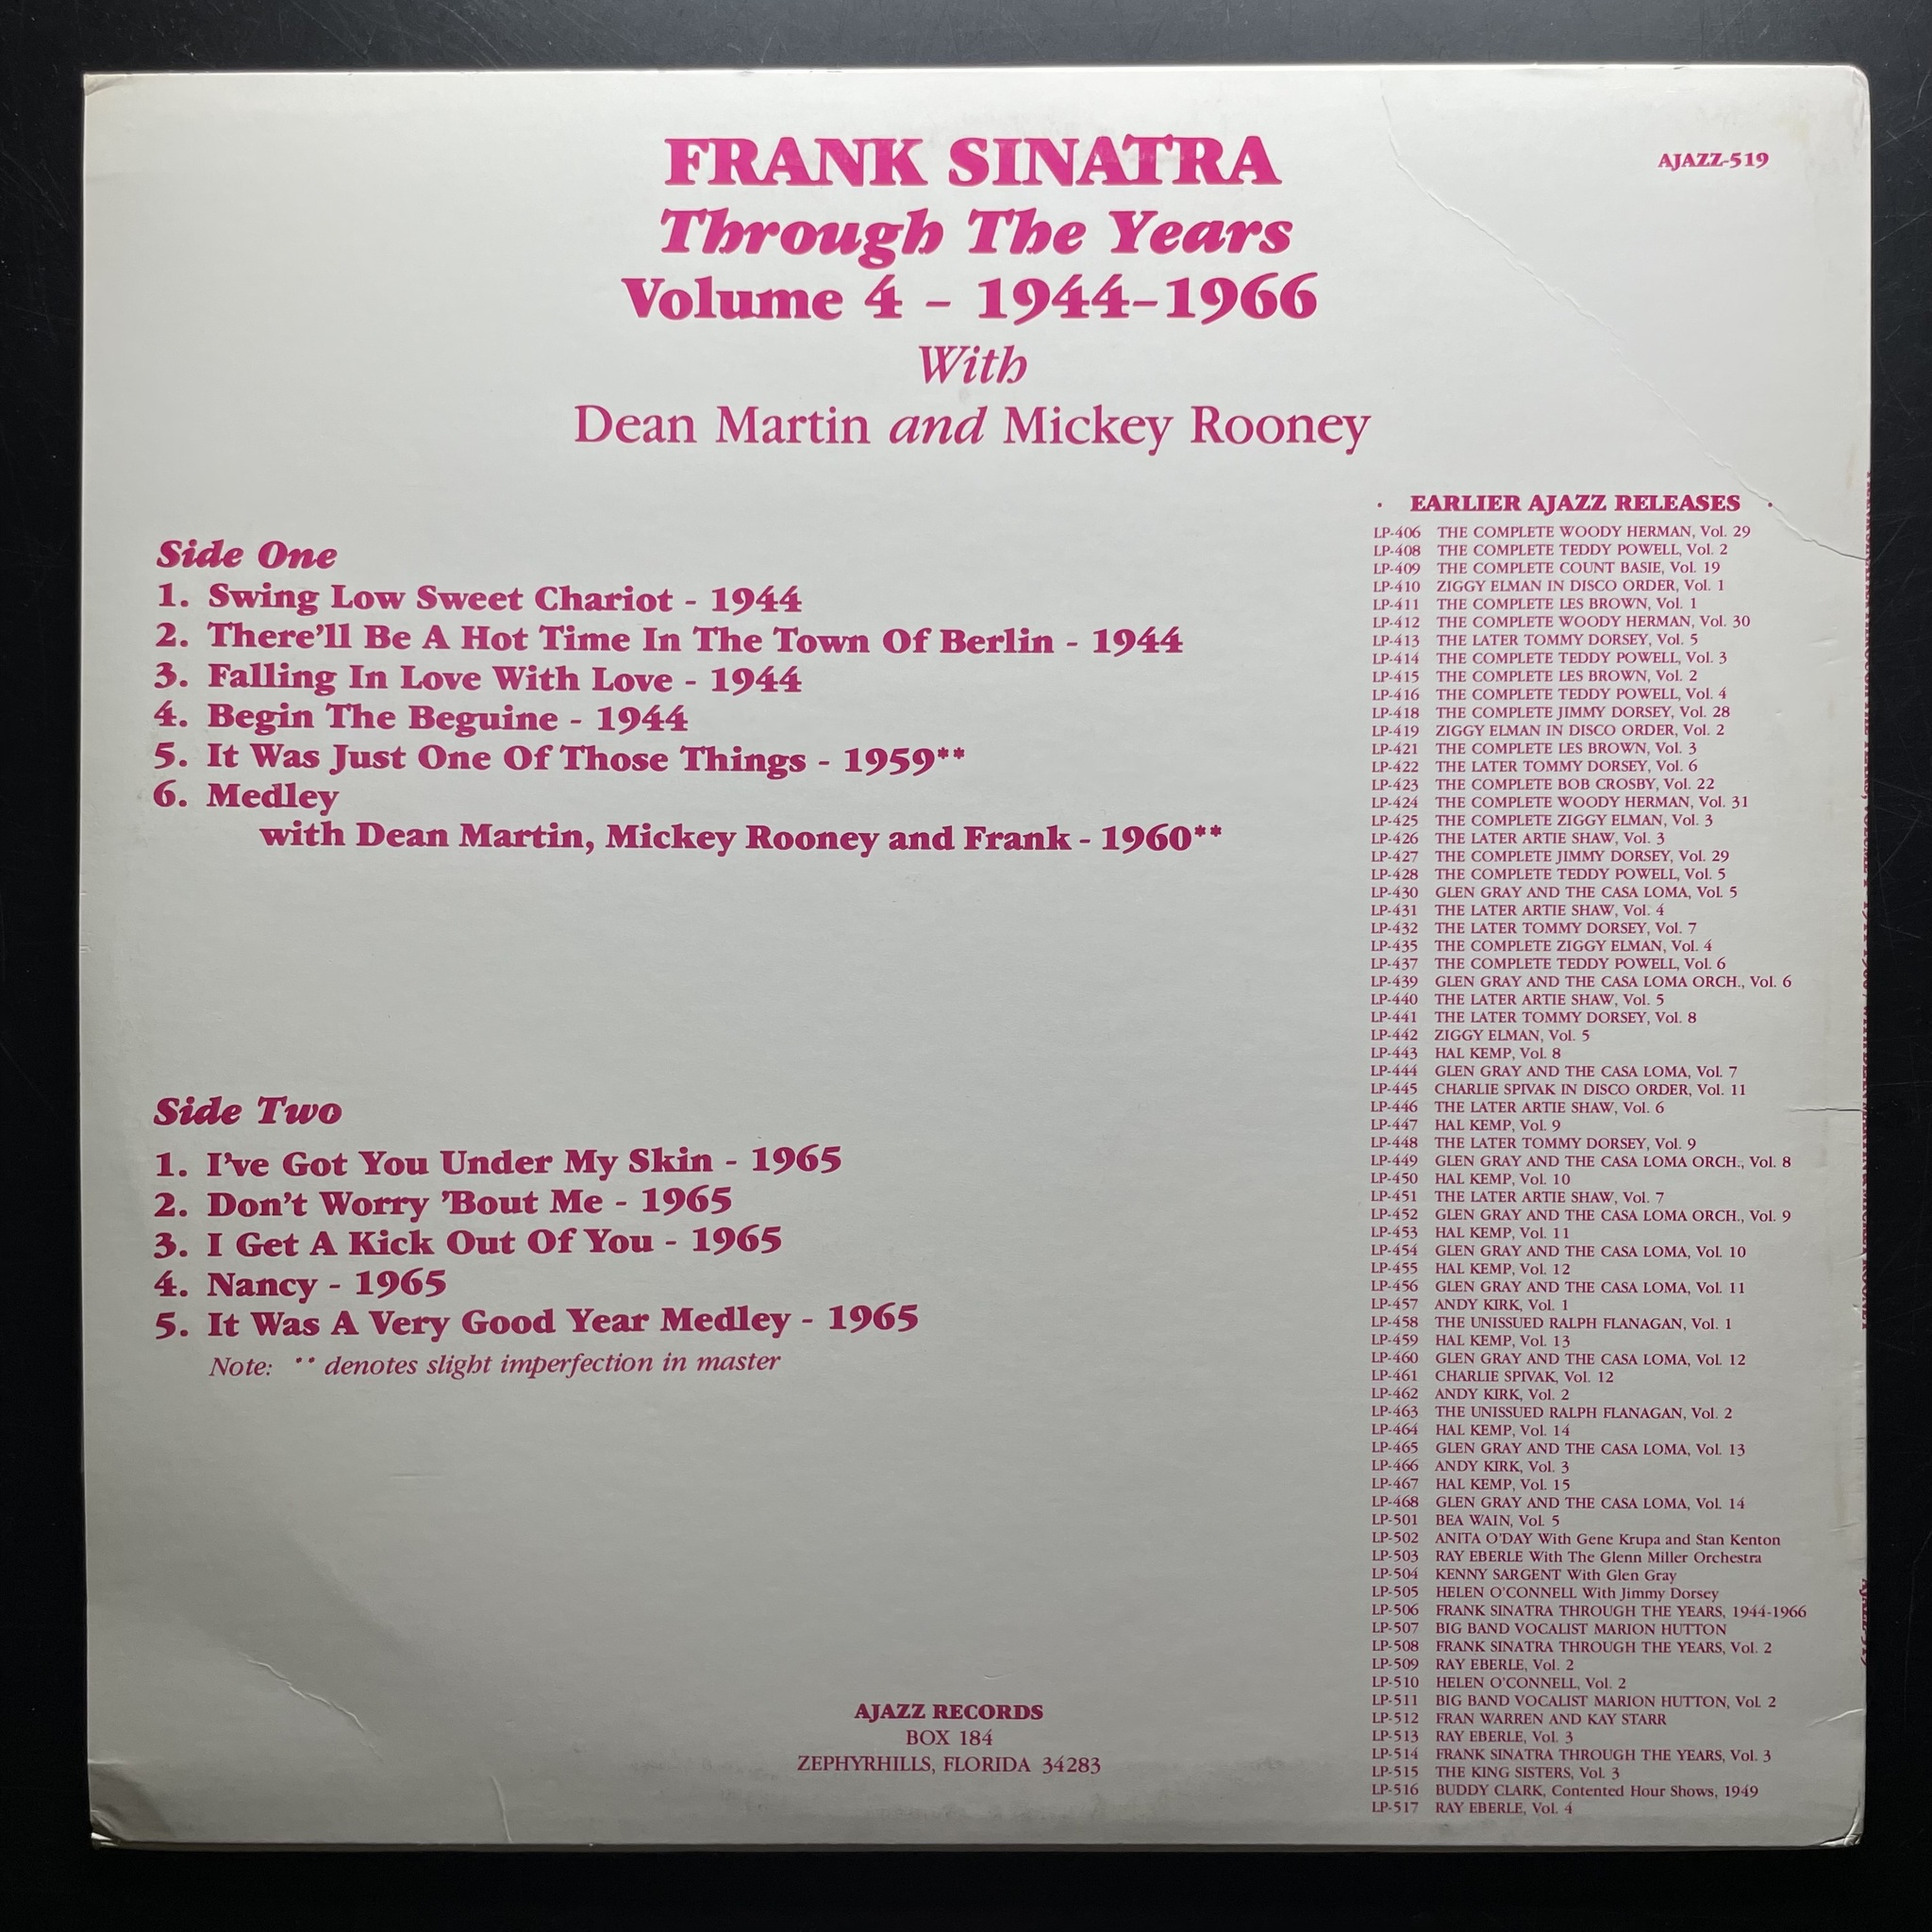 FRANK SINATRA
Through The Years
Volume 4 – 1944–1966
With
Dean Martin and Mickey Rooney
AJAZZ-519
Side One
1. Swing Low Sweet Chariot - 1944
2. There'll Be A Hot Time In The Town Of Berlin - 1944
3. Falling In Love With Love - 1944
4. Begin The Beguine - 1944
5. It Was Just One Of Those Things - 1959**
6. Medley
with Dean Martin, Mickey Rooney and Frank - 1960**
Side Two
1. I've Got You Under My Skin - 1965
2. Don't Worry 'Bout Me - 1965
3. I Get A Kick Out Of You - 1965
4. Nancy - 1965
5. It Was A Very Good Year Medley - 1965
Note: ** denotes slight imperfection in master
AJAZZ RECORDS
BOX 184
ZEPHYRHILLS, FLORIDA 34283
· EARLIER AJAZZ RELEASES ·
LP-406 THE COMPLETE WOODY HERMAN, Vol. 29
LP-408 THE COMPLETE TEDDY POWELL, Vol. 2
LP-409 THE COMPLETE COUNT BASIE, Vol. 19
LP-410 ZIGGY ELMAN IN DISCO ORDER, Vol. 1
LP-411 THE COMPLETE LES BROWN, Vol. 1
LP-412 THE COMPLETE WOODY HERMAN, Vol. 30
LP-413 THE LATER TOMMY DORSEY, Vol. 5
LP-414 THE COMPLETE TEDDY POWELL, Vol. 3
LP-415 THE COMPLETE LES BROWN, Vol. 2
LP-416 THE COMPLETE TEDDY POWELL, Vol. 4
LP-418 THE COMPLETE JIMMY DORSEY, Vol. 28
LP-419 ZIGGY ELMAN IN DISCO ORDER, Vol. 2
LP-421 THE COMPLETE LES BROWN, Vol. 3
LP-422 THE LATER TOMMY DORSEY, Vol. 6
LP-423 THE COMPLETE BOB CROSBY, Vol. 22
LP-424 THE COMPLETE WOODY HERMAN, Vol. 31
LP-425 THE COMPLETE ZIGGY ELMAN, Vol. 3
LP-426 THE LATER ARTIE SHAW, Vol. 3
LP-427 THE COMPLETE JIMMY DORSEY, Vol. 29
LP-428 THE COMPLETE TEDDY POWELL, Vol. 5
LP-430 GLEN GRAY AND THE CASA LOMA, Vol. 5
LP-431 THE LATER ARTIE SHAW, Vol. 4
LP-432 THE LATER TOMMY DORSEY, Vol. 7
LP-435 THE COMPLETE ZIGGY ELMAN, Vol. 4
LP-437 THE COMPLETE TEDDY POWELL, Vol. 6
LP-439 GLEN GRAY AND THE CASA LOMA ORCH., Vol. 6
LP-440 THE LATER ARTIE SHAW, Vol. 5
LP-441 THE LATER TOMMY DORSEY, Vol. 8
LP-442 ZIGGY ELMAN, Vol. 5
LP-443 HAL KEMP, Vol. 8
LP-444 GLEN GRAY AND THE CASA LOMA, Vol. 7
LP-445 CHARLIE SPIVAK IN DISCO ORDER, Vol. 11
LP-446 THE LATER ARTIE SHAW, Vol. 6
LP-447 HAL KEMP, Vol. 9
LP-448 THE LATER TOMMY DORSEY, Vol. 9
LP-449 GLEN GRAY AND THE CASA LOMA ORCH., Vol. 8
LP-450 HAL KEMP, Vol. 10
LP-451 THE LATER ARTIE SHAW, Vol. 7
LP-452 GLEN GRAY AND THE CASA LOMA ORCH., Vol. 9
LP-453 HAL KEMP, Vol. 11
LP-454 GLEN GRAY AND THE CASA LOMA, Vol. 10
LP-455 HAL KEMP, Vol. 12
LP-456 GLEN GRAY AND THE CASA LOMA, Vol. 11
LP-457 ANDY KIRK, Vol. 1
LP-458 THE UNISSUED RALPH FLANAGAN, Vol. 1
LP-459 HAL KEMP, Vol. 13
LP-460 GLEN GRAY AND THE CASA LOMA, Vol. 12
LP-461 CHARLIE SPIVAK, Vol. 12
LP-462 ANDY KIRK, Vol. 2
LP-463 THE UNISSUED RALPH FLANAGAN, Vol. 2
LP-464 HAL KEMP, Vol. 14
LP-465 GLEN GRAY AND THE CASA LOMA, Vol. 13
LP-466 ANDY KIRK, Vol. 3
LP-467 HAL KEMP, Vol. 15
LP-468 GLEN GRAY AND THE CASA LOMA, Vol. 14
LP-501 BEA WAIN, Vol. 5
LP-502 ANITA O'DAY With Gene Krupa and Stan Kenton
LP-503 RAY EBERLE With The Glenn Miller Orchestra
LP-504 KENNY SARGENT With Glen Gray
LP-505 HELEN O'CONNELL With Jimmy Dorsey
LP-506 FRANK SINATRA THROUGH THE YEARS, 1944-1966
LP-507 BIG BAND VOCALIST MARION HUTTON
LP-508 FRANK SINATRA THROUGH THE YEARS, Vol. 2
LP-509 RAY EBERLE, Vol. 2
LP-510 HELEN O'CONNELL, Vol. 2
LP-511 BIG BAND VOCALIST MARION HUTTON, Vol. 2
LP-512 FRAN WARREN AND KAY STARR
LP-513 RAY EBERLE, Vol. 3
LP-514 FRANK SINATRA THROUGH THE YEARS, Vol. 3
LP-515 THE KING SISTERS, Vol. 3
LP-516 BUDDY CLARK, Contented Hour Shows, 1949
LP-517 RAY EBERLE, Vol. 4